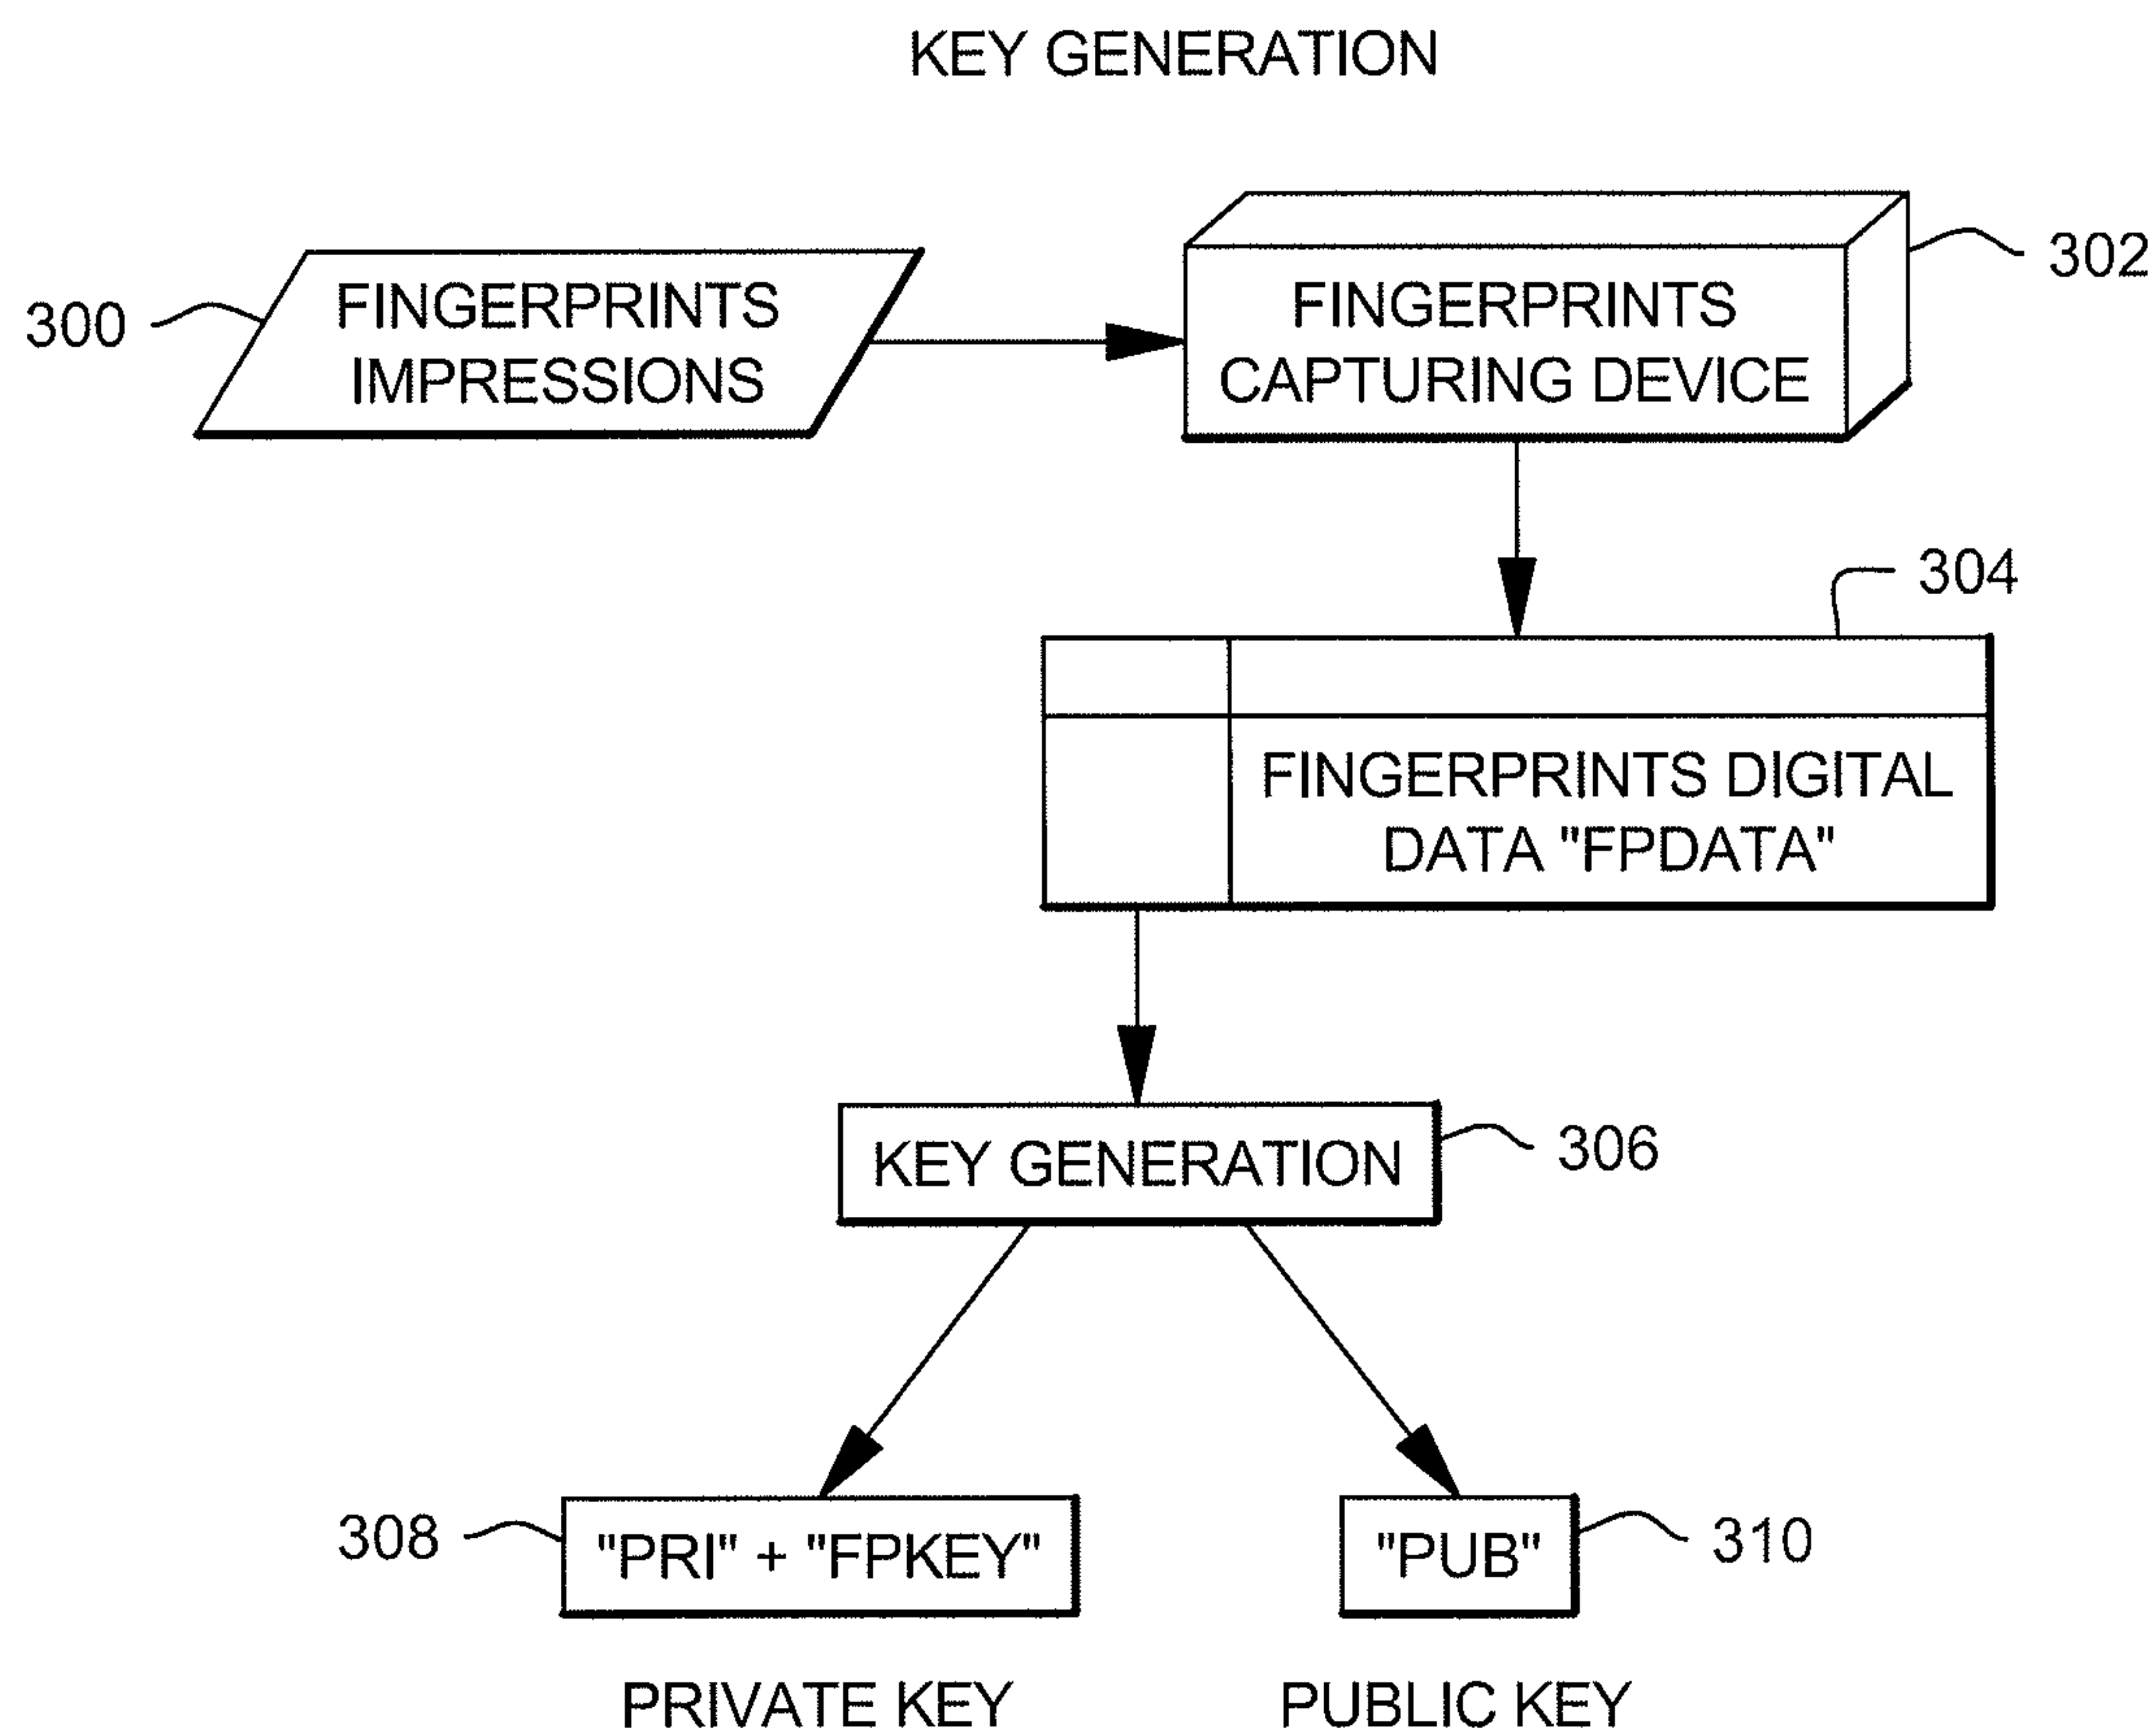 KEY GENERATION
300
FINGERPRINTS
IMPRESSIONS
FINGERPRINTS
CAPTURING DEVICE
302
304
FINGERPRINTS DIGITAL
DATA "FPDATA"
KEY GENERATION
306
308
"PRI" + "FPKEY"
"PUB"
310
PRIVATE KEY
PUBLIC KEY